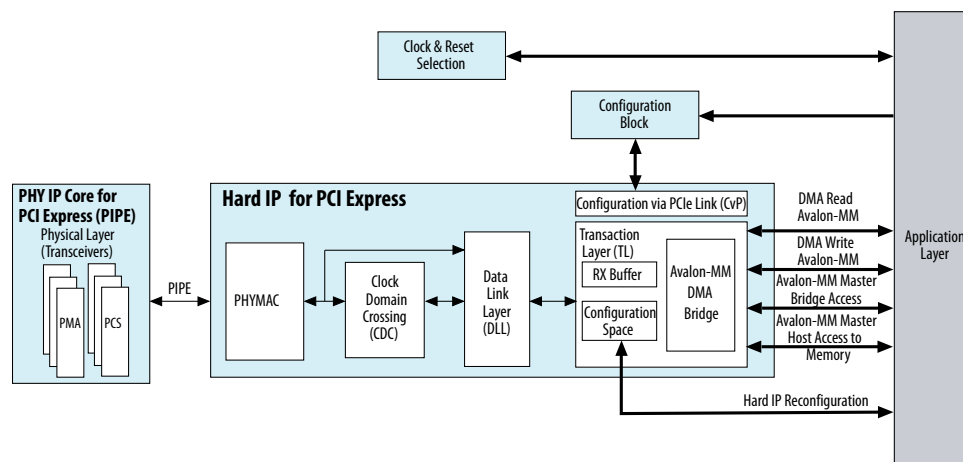 Clock & Reset
Selection
Configuration
Block
PHY IP Core for
PCI Express (PIPE)
Physical Layer
(Transceivers)
PMA
PCS
PIPE
Hard IP for PCI Express
PHYMAC
Clock
Domain
Crossing
(CDC)
Data
Link
Layer
(DLL)
Configuration via PCIe Link (CvP)
Transaction
Layer (TL)
RX Buffer
Configuration
Space
Avalon-MM
DMA
Bridge
DMA Read
Avalon-MM
DMA Write
Avalon-MM
Avalon-MM Master
Bridge Access
Avalon-MM Master
Host Access to
Memory
Hard IP Reconfiguration
Application
Layer